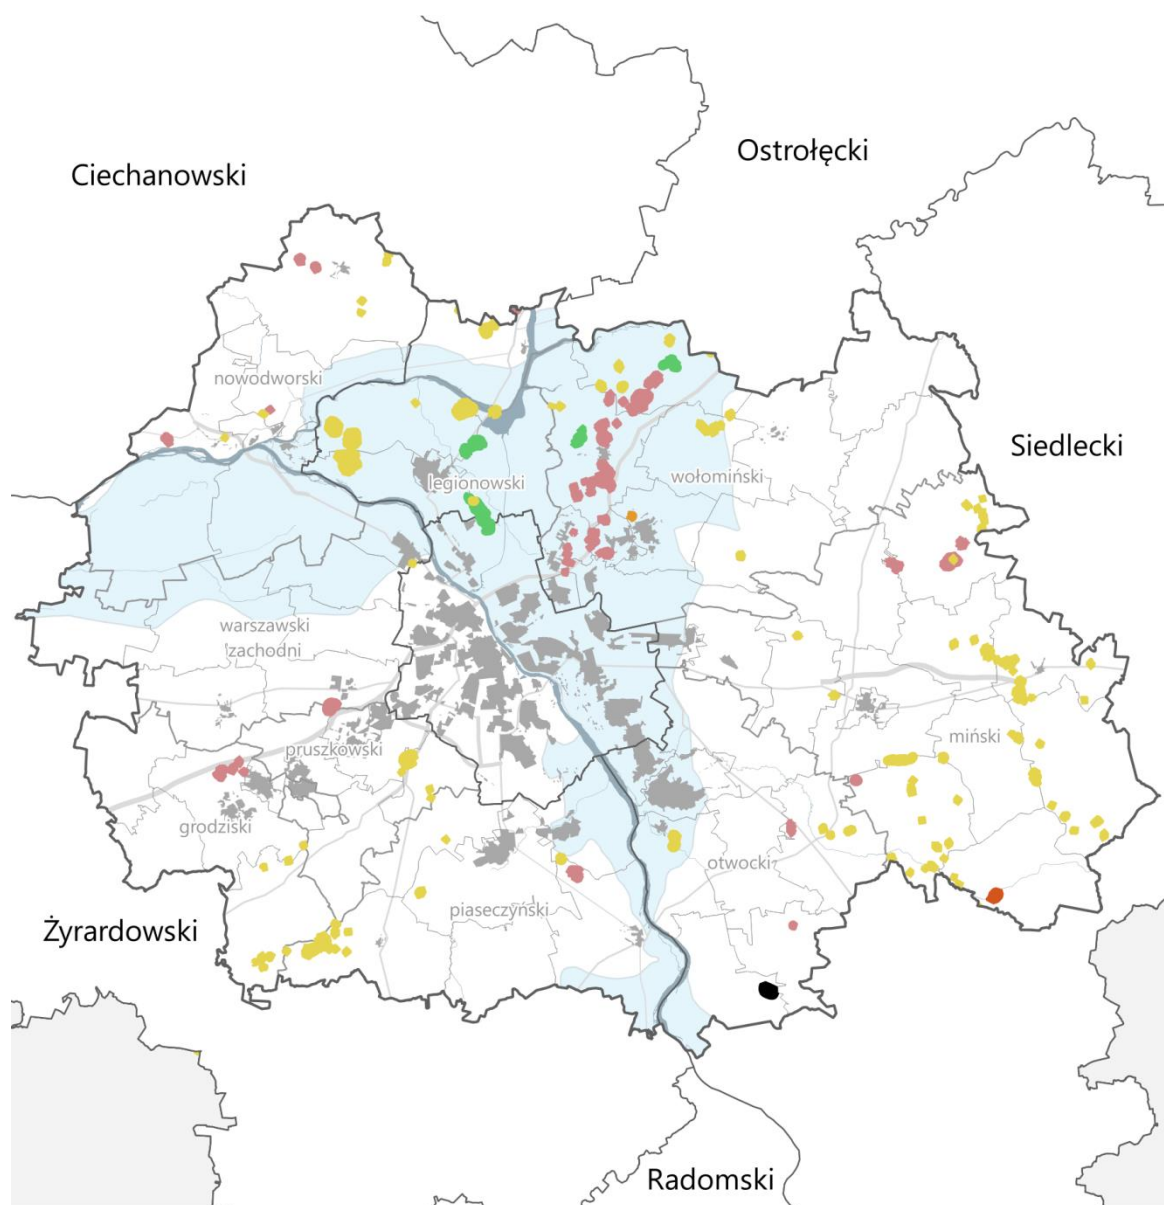 Ostrołęcki
Ciechanowski
nowodworski
Siedlecki
wołomiński
legionowski
warszawski
zachodni
miński
pruszkowski
grodziski
otwocki
piaseczyński
Żyrardowski
Radomski